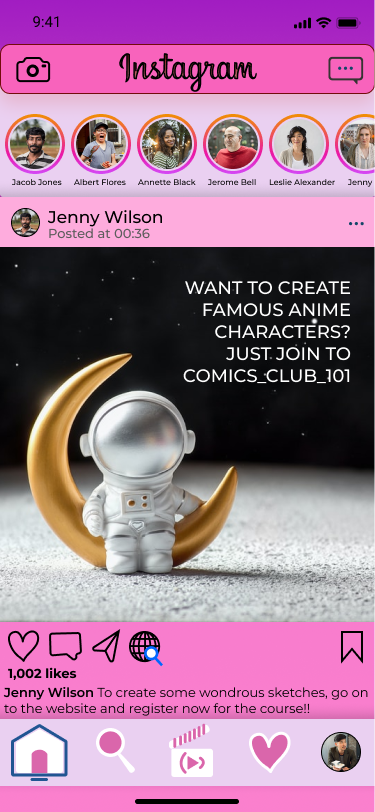 9:41
Instagram
Jacob Jones
Albert Flores
Annette Black
Jerome Bell
Leslie Alexander
Jenny
Jenny Wilson
Posted at 00:36
WANT TO CREATE
FAMOUS ANIME
CHARACTERS?
JUST JOIN TO
COMICS_CLUB_101
1,002 likes
Jenny Wilson To create some wondrous sketches, go on
to the website and register now for the course!!